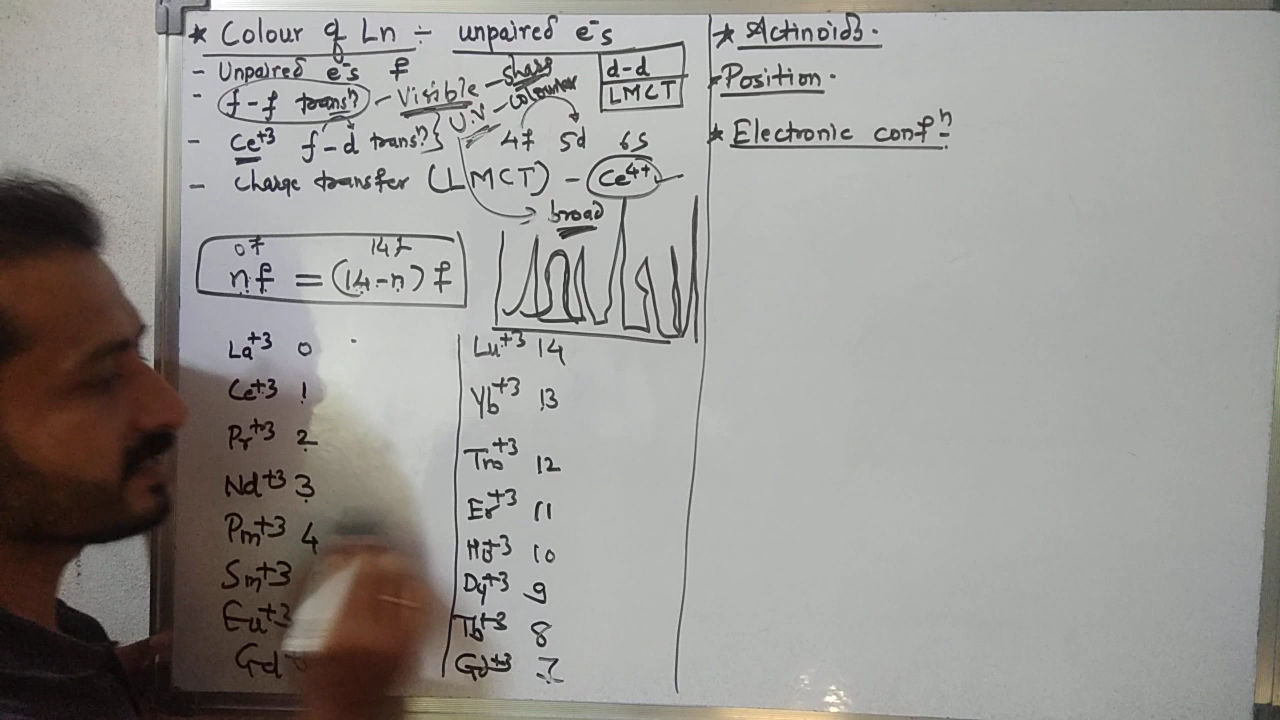 * Colour of Ln ÷ unpaired e⁻s
- Unpaired e⁻s f
- f-f transⁿ - Visible - sharp
U.V - colour
d-d
LMCT
- Ce⁺³ f-d transⁿ } 4f 5d 6s
- Charge transfer (LMCT) - Ce⁴⁺
broad
0f 14f
nf = (14-n) f
La⁺³ 0
Ce⁺³ 1
Pr⁺³ 2
Nd⁺³ 3
Pm⁺³ 4
Sm⁺³
Eu⁺³
Gd
Lu⁺³ 14
Yb⁺³ 13
Tm⁺³ 12
Er⁺³ 11
Ho⁺³ 10
Dy⁺³ 9
Tb⁺³ 8
Gd⁺³ 7
* Actinoids.
* Position.
* Electronic confⁿ.